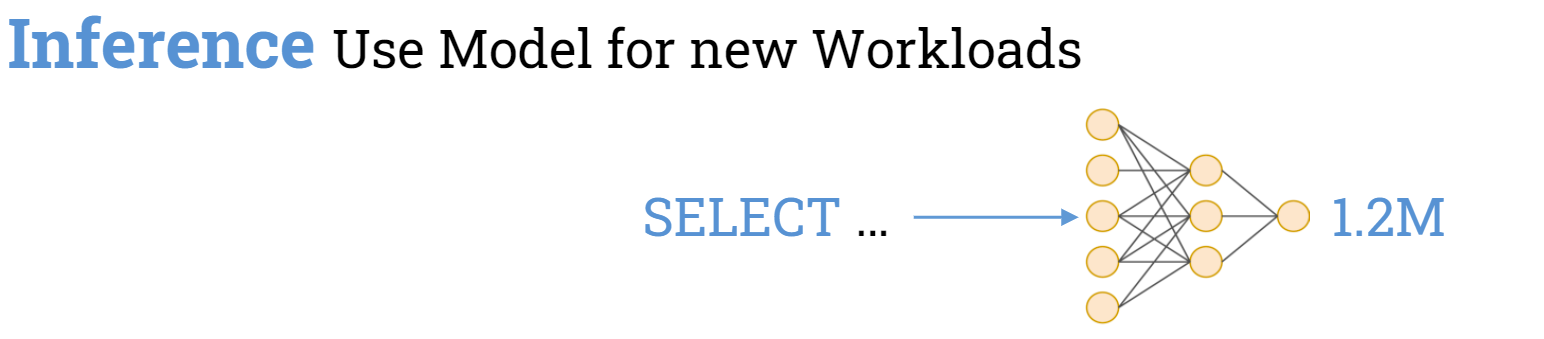 Inference Use Model for new Workloads
SELECT ... 1.2M